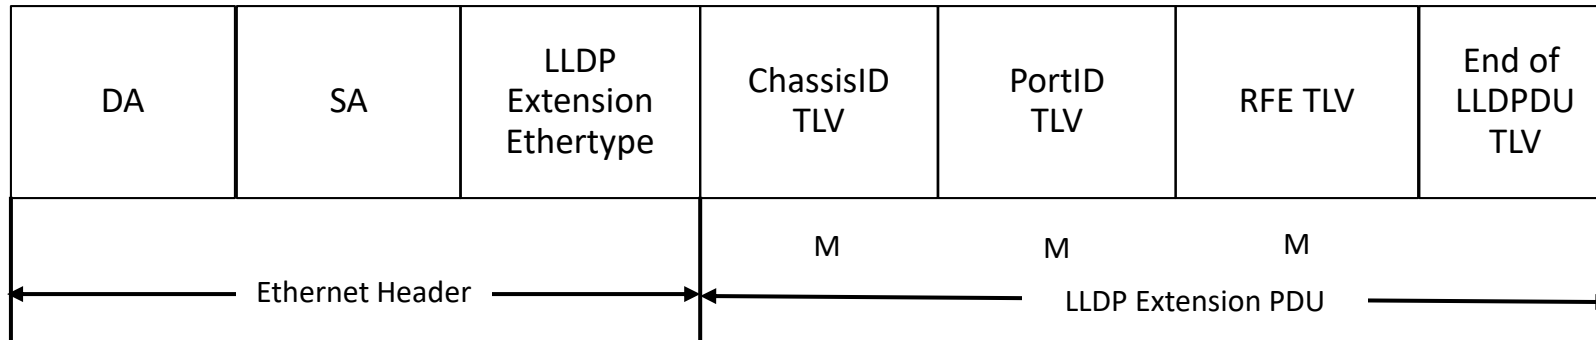 DA
SA
LLDP
Extension
Ethertype
ChassisID
TLV
PortID
TLV
RFE TLV
End of
LLDPDU
TLV
M
M
M
Ethernet Header
LLDP Extension PDU